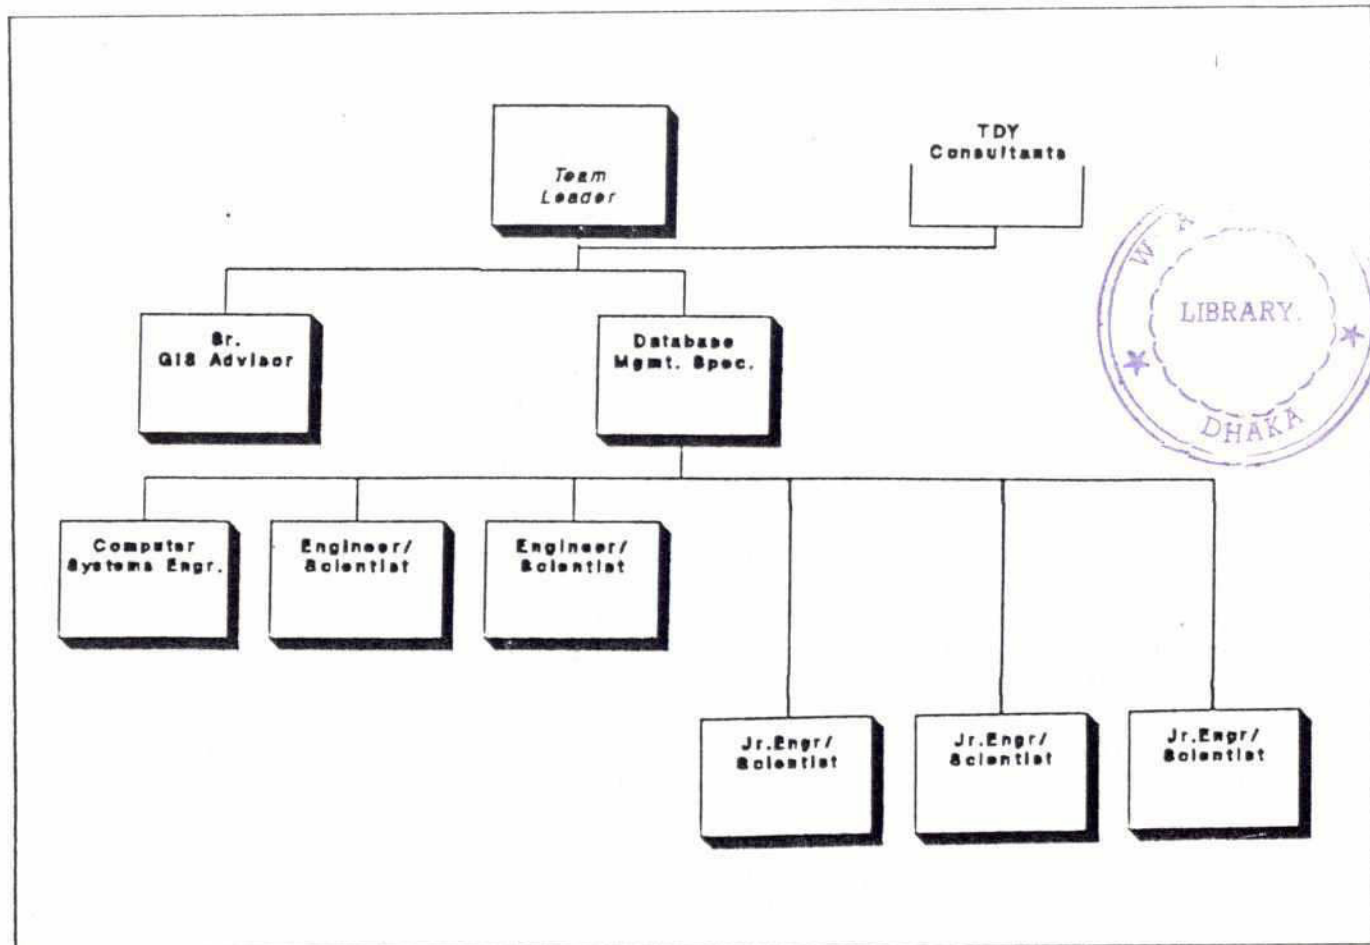 Team
Leader
TDY
Consultants
Sr.
GIS Advisor
Database
Mgmt. Spec.
LIBRARY.
DHAKA
Computer
Systems Engr.
Engineer/
Scientist
Engineer/
Scientist
Jr.Engr/
Scientist
Jr.Engr/
Scientist
Jr.Engr/
Scientist